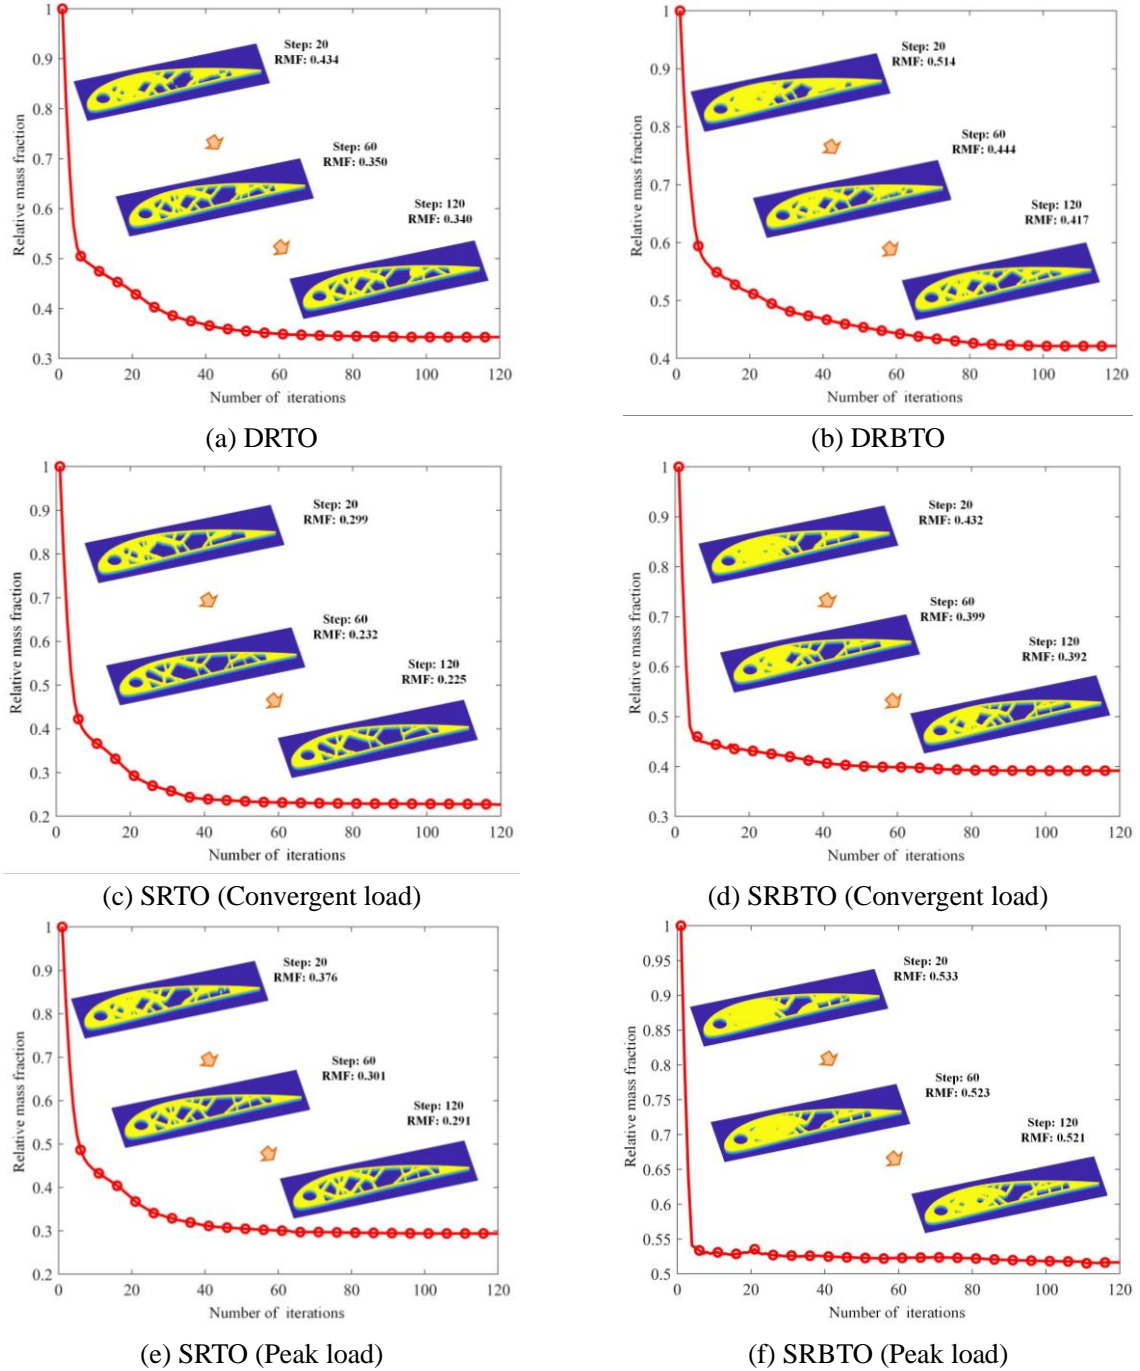 1
0.9
0.8
0.7
0.6
0.5
0.4
0.3
Relative mass fraction
Step: 20
RMF: 0.434
Step: 60
RMF: 0.350
Step: 120
RMF: 0.340
0 20 40 60 80 100 120
Number of iterations
(a) DRTO
1
0.9
0.8
0.7
0.6
0.5
0.4
Relative mass fraction
Step: 20
RMF: 0.514
Step: 60
RMF: 0.444
Step: 120
RMF: 0.417
0 20 40 60 80 100 120
Number of iterations
(b) DRBTO
1
0.9
0.8
0.7
0.6
0.5
0.4
0.3
0.2
Relative mass fraction
Step: 20
RMF: 0.299
Step: 60
RMF: 0.232
Step: 120
RMF: 0.225
0 20 40 60 80 100 120
Number of iterations
(c) SRTO (Convergent load)
1
0.9
0.8
0.7
0.6
0.5
0.4
0.3
Relative mass fraction
Step: 20
RMF: 0.432
Step: 60
RMF: 0.399
Step: 120
RMF: 0.392
0 20 40 60 80 100 120
Number of iterations
(d) SRBTO (Convergent load)
1
0.9
0.8
0.7
0.6
0.5
0.4
0.3
0.2
Relative mass fraction
Step: 20
RMF: 0.376
Step: 60
RMF: 0.301
Step: 120
RMF: 0.291
0 20 40 60 80 100 120
Number of iterations
(e) SRTO (Peak load)
1
0.95
0.9
0.85
0.8
0.75
0.7
0.65
0.6
0.55
0.5
Relative mass fraction
Step: 20
RMF: 0.533
Step: 60
RMF: 0.523
Step: 120
RMF: 0.521
0 20 40 60 80 100 120
Number of iterations
(f) SRBTO (Peak load)